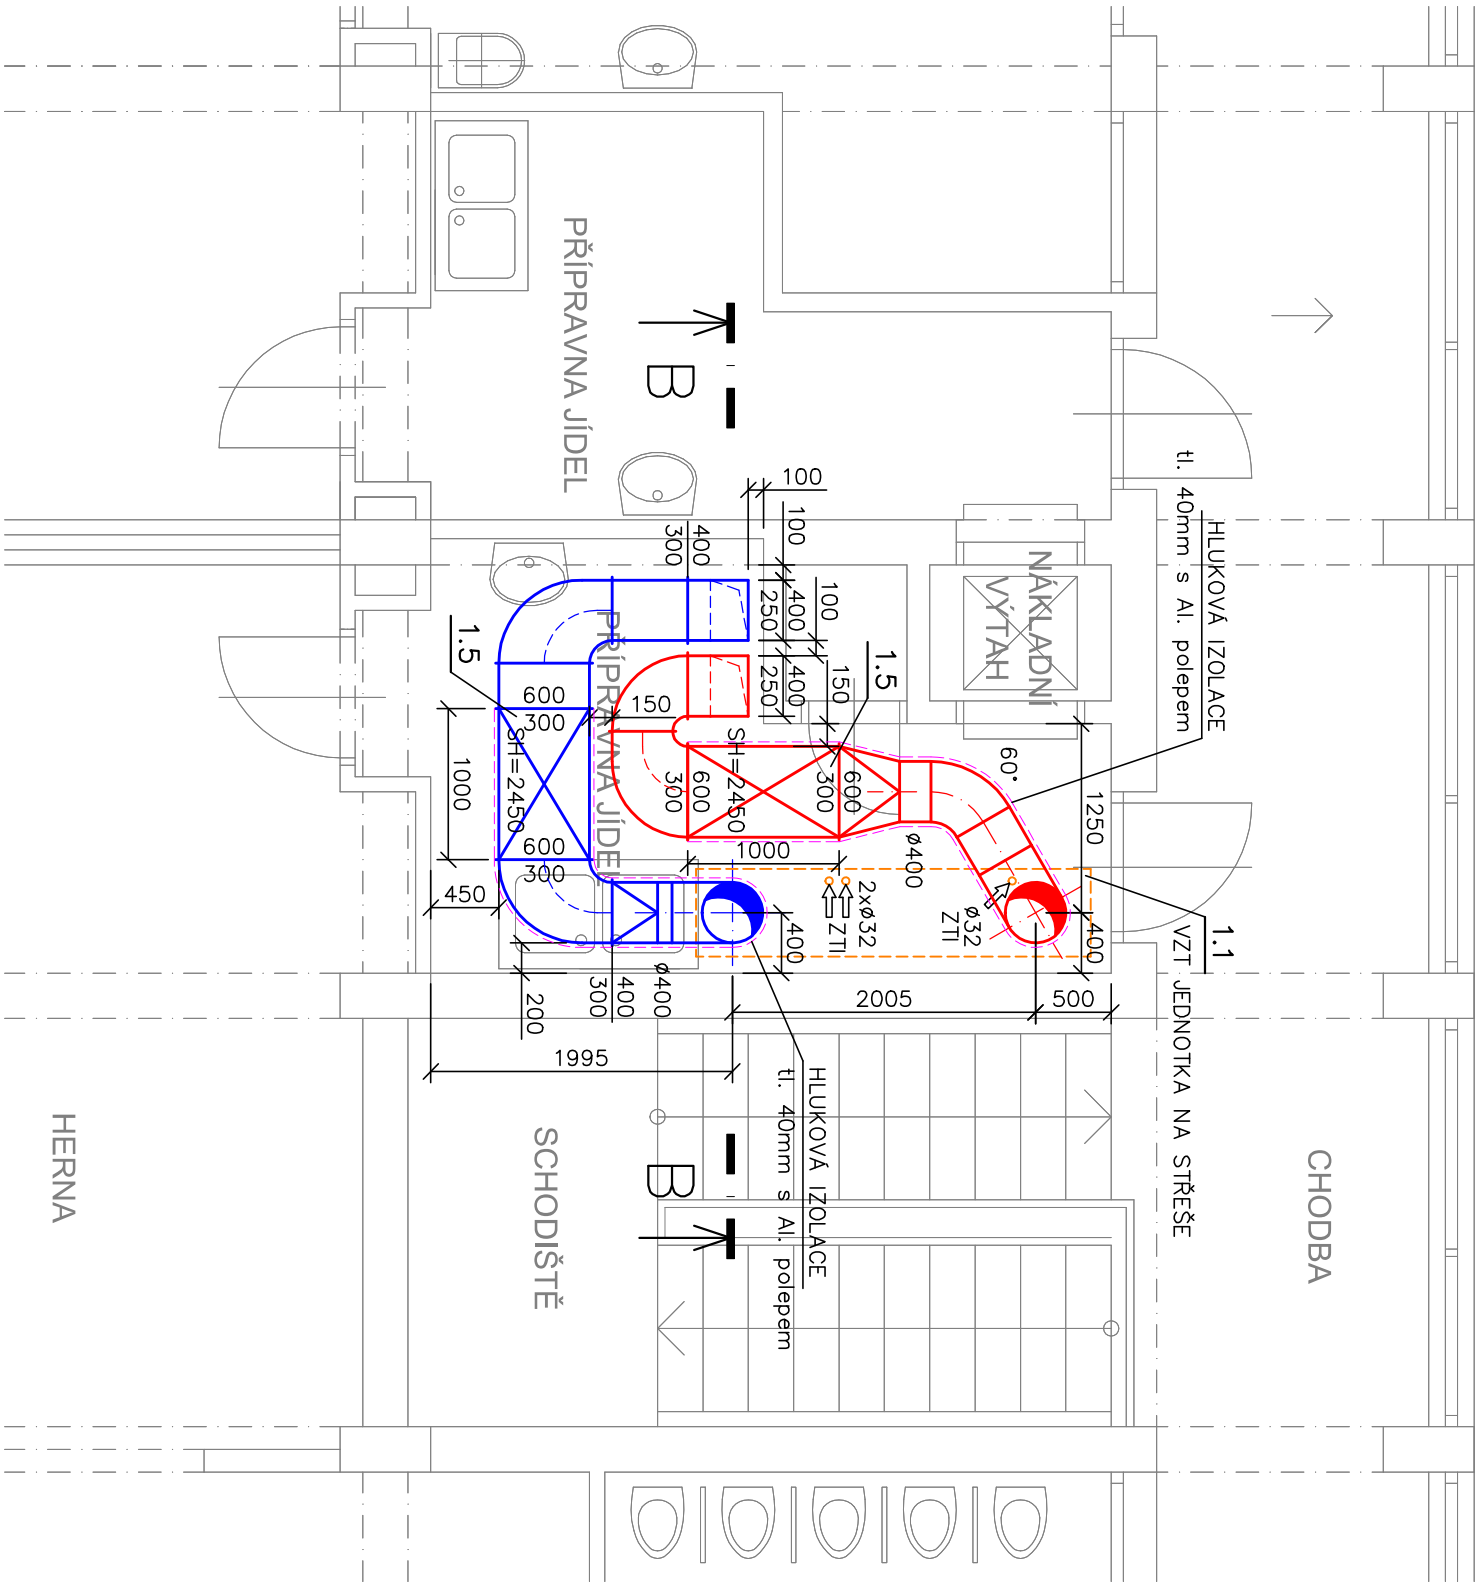 PŘÍPRAVNA JÍDEL
B
NÁKLADNÍ
VÝTAH
HLUKOVÁ IZOLACE
tl. 40mm s Al. polepem
100
100
400
300
400
250
100
400
250
150
1.5
1.5
PŘÍPRAVNA JÍDEL
600
300
150
SH=2450
1000
600
300
450
SH=2450
600
300
600
300
1000
60°
1250
ø400
2xø32
ZTI
ø32
ZTI
400
400
1.1
VZT JEDNOTKA NA STŘEŠE
2005
500
ø400
400
300
200
1995
HLUKOVÁ IZOLACE
tl. 40mm s Al. polepem
B
HERNA
SCHODIŠTĚ
CHODBA